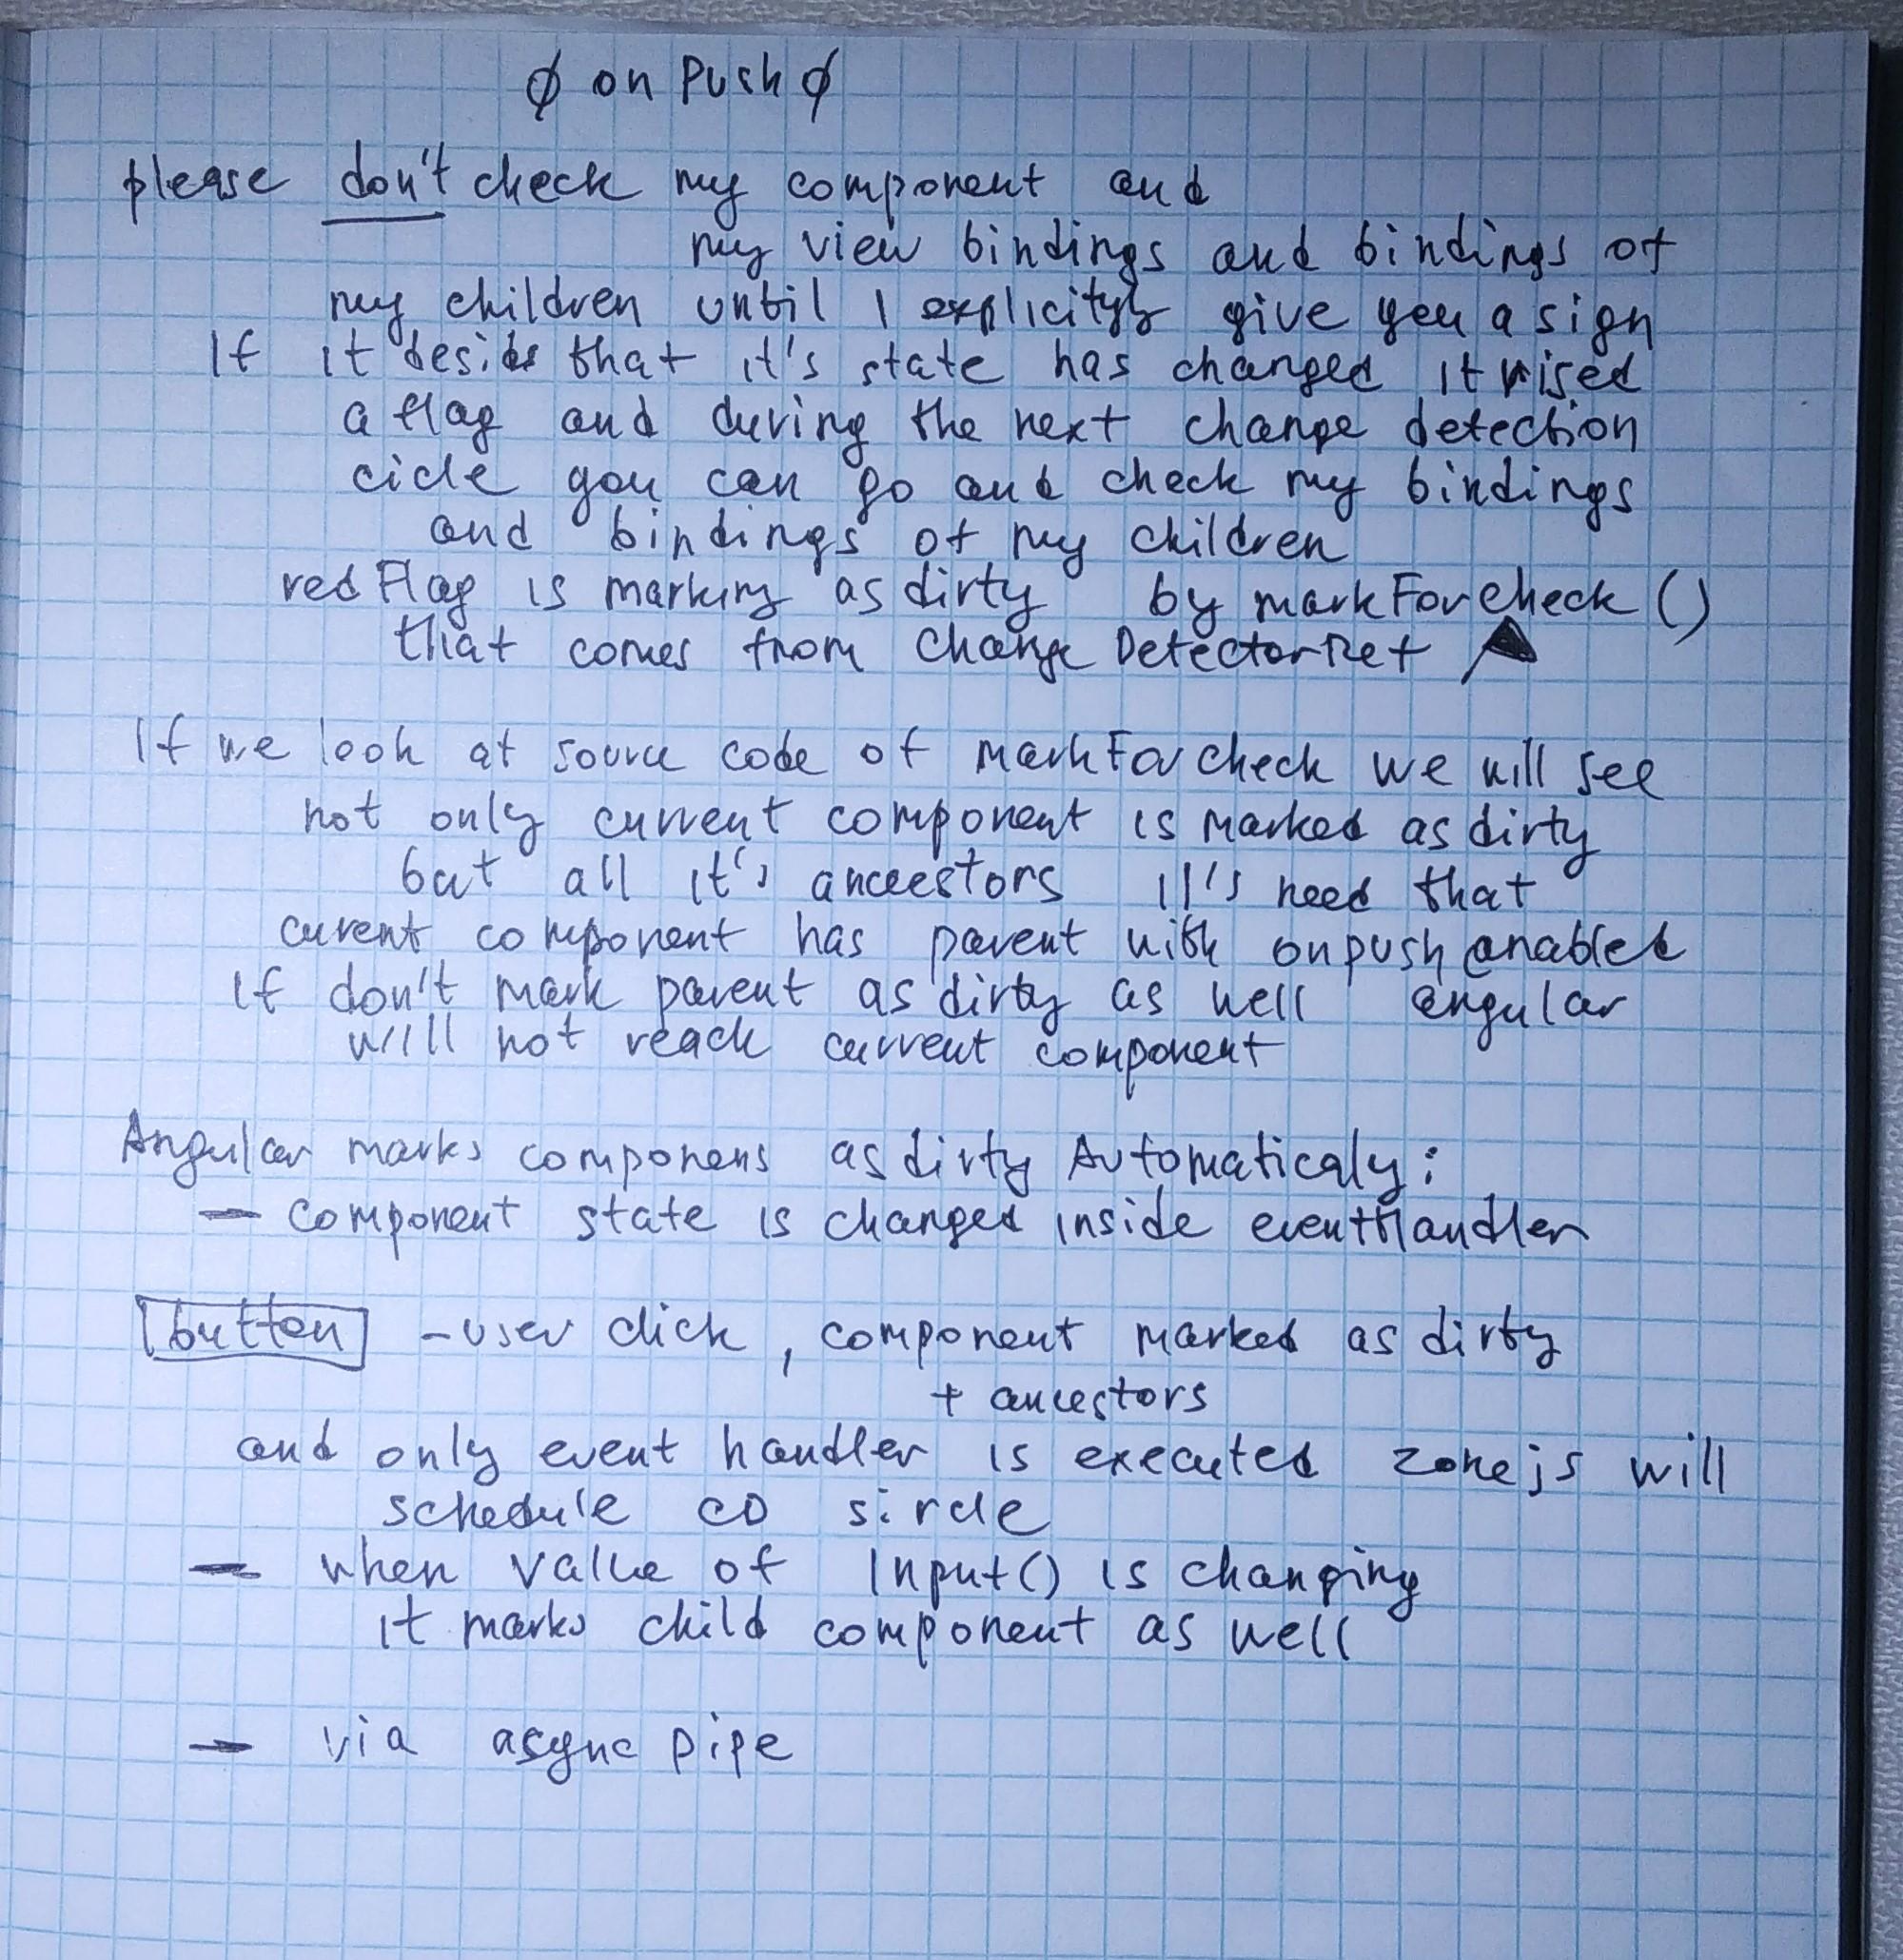 ∅ on Push ∅
please don't check my component and
my view bindings and bindings of
my children until I explicityly give you a sign
If it desides that it's state has changed it rised
a flag and during the next change detection
cicle you can go and check my bindings
and bindings of my children
red Flag is marking as dirty by markForCheck ()
that comes from Change DetectorRef
If we look at source code of markForCheck we will see
not only current component is marked as dirty
but all it's anceestors it's need that
curent component has parent with onpush enabled
If don't mark parent as dirty as well angular
will not reach current component
Angular marks componens as dirty Automaticaly:
- component state is changed inside eventHandler
button - user click, component marked as dirty
+ ancestors
and only event handler is executed zonejs will
schedule CD sircle
- when value of Input() is changing
it marks child component as well
- via async pipe